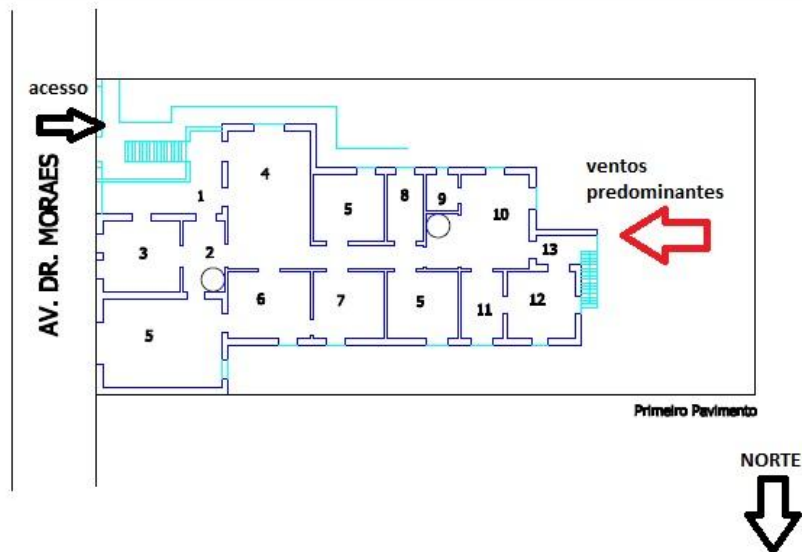 acesso
AV. DR. MORAES
1
2
3
4
5
5
8
9
10
ventos
predominantes
13
6
7
5
11
12
5
Primeiro Pavimento
NORTE